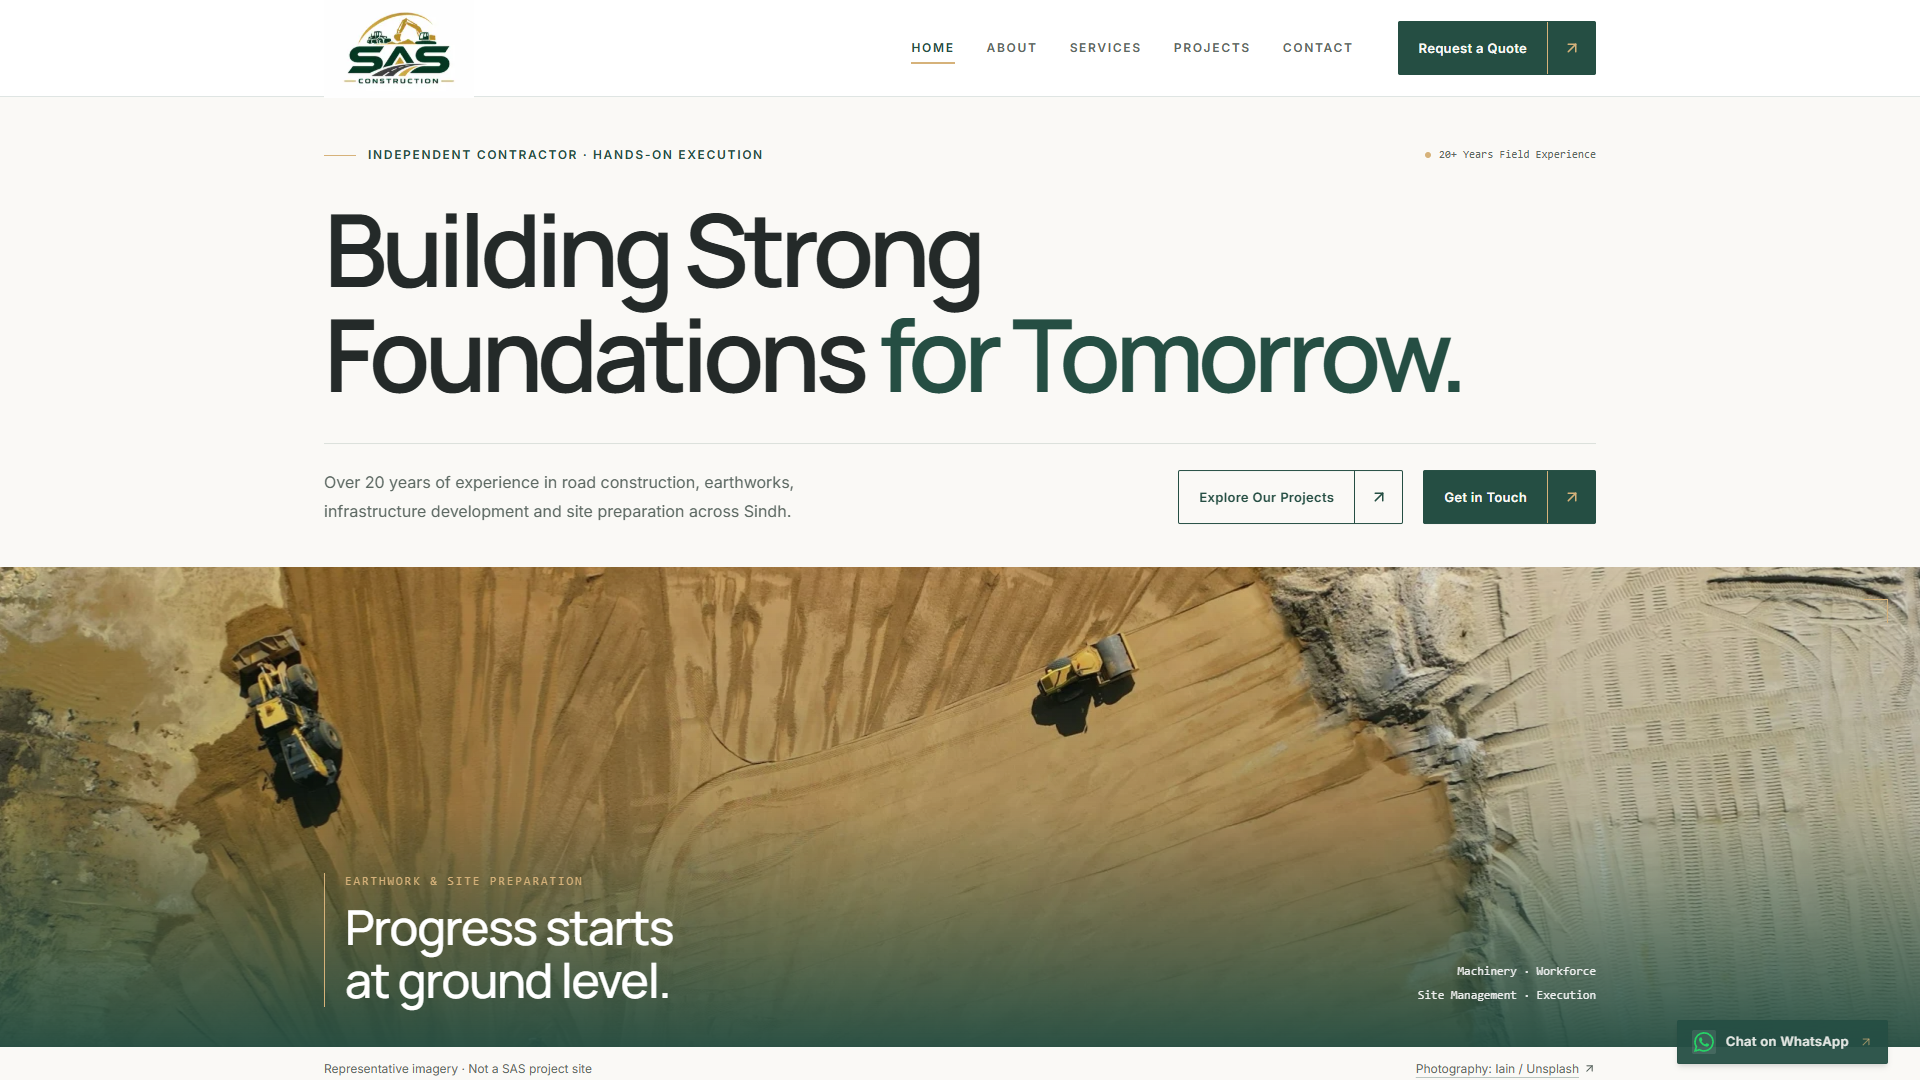 SAS
CONSTRUCTION
HOME
ABOUT
SERVICES
PROJECTS
CONTACT
Request a Quote
INDEPENDENT CONTRACTOR · HANDS-ON EXECUTION
20+ Years Field Experience
Building Strong
Foundations for Tomorrow.
Over 20 years of experience in road construction, earthworks,
infrastructure development and site preparation across Sindh.
Explore Our Projects
Get in Touch
EARTHWORK & SITE PREPARATION
Progress starts
at ground level.
Machinery · Workforce
Site Management · Execution
Chat on WhatsApp
Representative imagery · Not a SAS project site
Photography: Iain / Unsplash